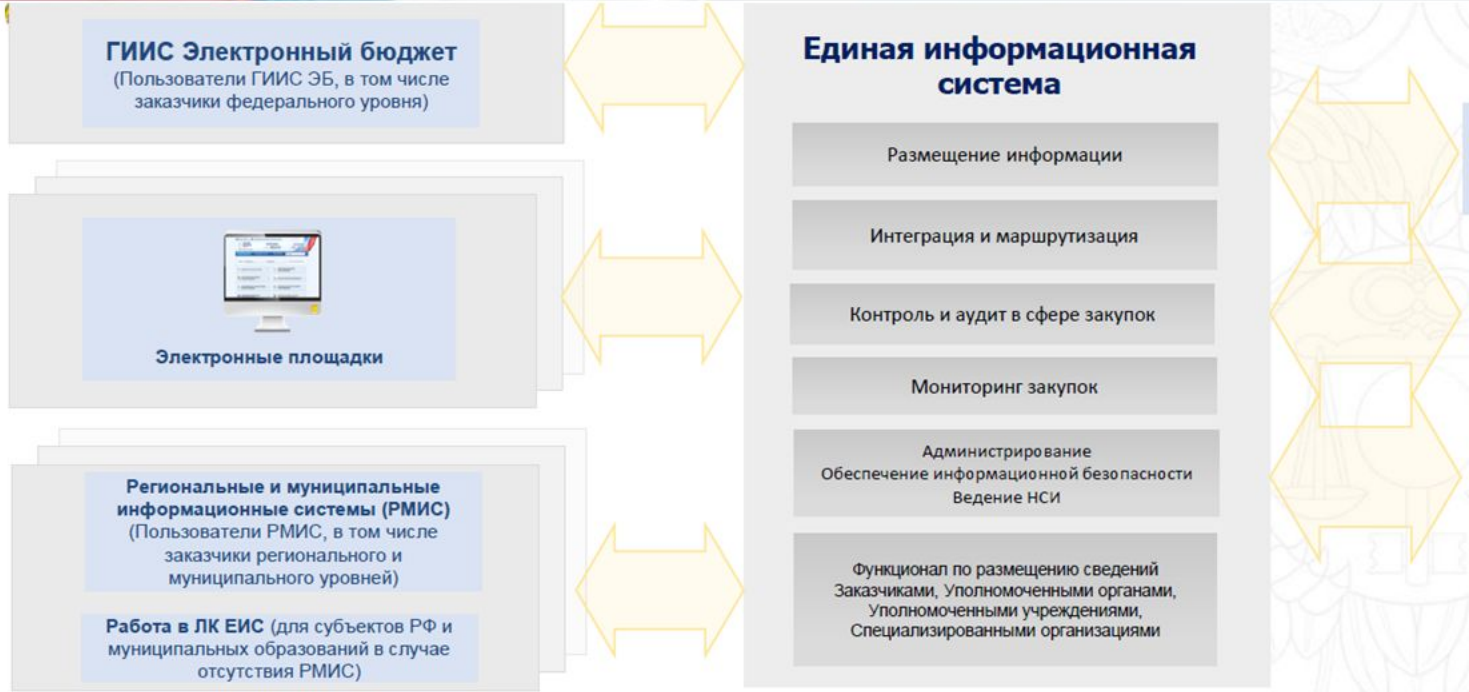 ГИИС Электронный бюджет
(Пользователи ГИИС ЭБ, в том числе
заказчики федерального уровня)
Электронные площадки
Региональные и муниципальные
информационные системы (РМИС)
(Пользователи РМИС, в том числе
заказчики регионального и
муниципального уровней)
Работа в ЛК ЕИС (для субъектов РФ и
муниципальных образований в случае
отсутствия РМИС)
Единая информационная
система
Размещение информации
Интеграция и маршрутизация
Контроль и аудит в сфере закупок
Мониторинг закупок
Администрирование
Обеспечение информационной безопасности
Ведение НСИ
Функционал по размещению сведений
Заказчиками, Уполномоченными органами,
Уполномоченными учреждениями,
Специализированными организациями